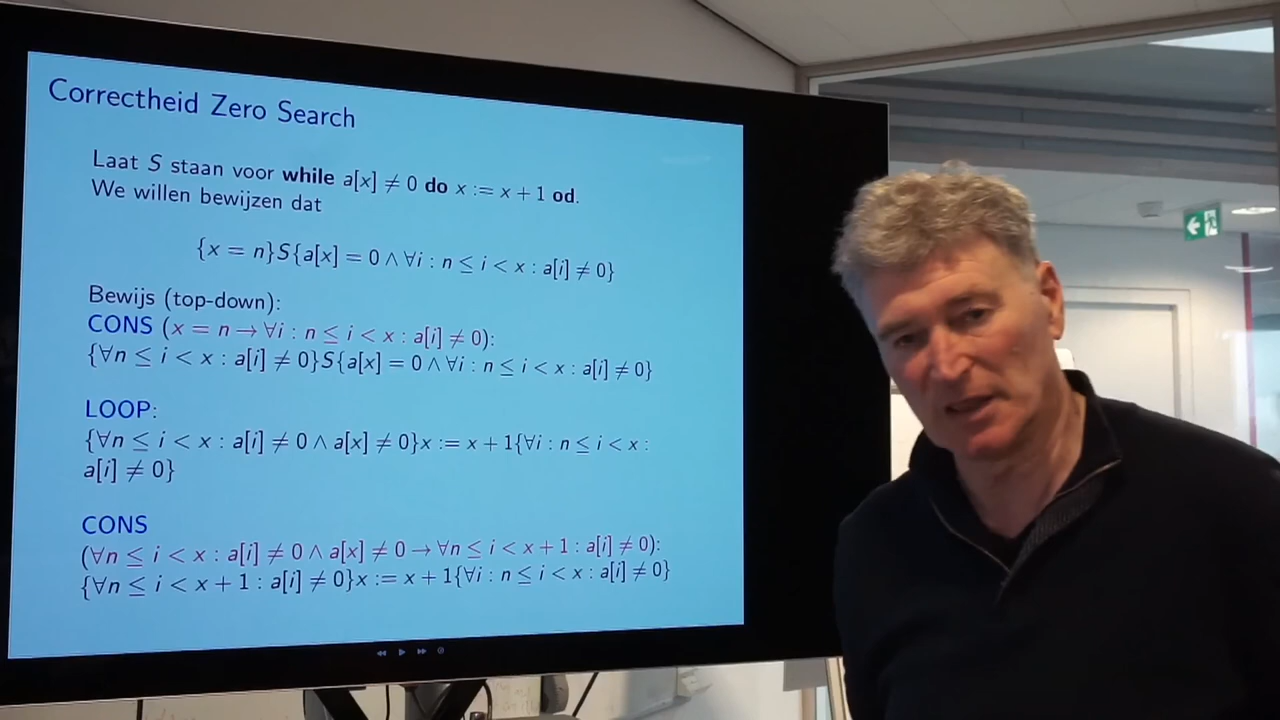 Correctheid Zero Search
Laat S staan voor while a[x] ≠ 0 do x := x + 1 od.
We willen bewijzen dat
{x = n}S{a[x] = 0 ∧ ∀i : n ≤ i < x : a[i] ≠ 0}
Bewijs (top-down):
CONS (x = n → ∀i : n ≤ i < x : a[i] ≠ 0):
{∀n ≤ i < x : a[i] ≠ 0}S{a[x] = 0 ∧ ∀i : n ≤ i < x : a[i] ≠ 0}
LOOP:
{∀n ≤ i < x : a[i] ≠ 0 ∧ a[x] ≠ 0}x := x + 1{∀i : n ≤ i < x :
a[i] ≠ 0}
CONS
(∀n ≤ i < x : a[i] ≠ 0 ∧ a[x] ≠ 0 → ∀n ≤ i < x + 1 : a[i] ≠ 0):
{∀n ≤ i < x + 1 : a[i] ≠ 0}x := x + 1{∀i : n ≤ i < x : a[i] ≠ 0}